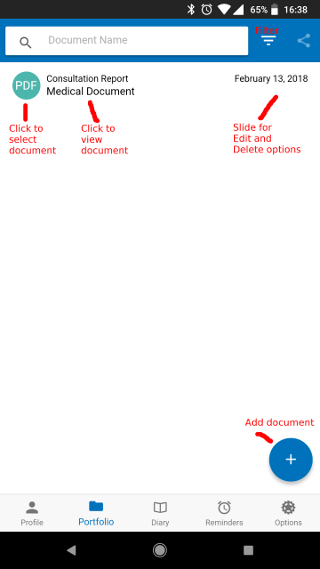 65% 16:38
Document Name
PDF
Consultation Report
February 13, 2018
Medical Document
Click to
select
document
Click to
view
document
Slide for
Edit and
Delete options
Add document
+
Profile
Portfolio
Diary
Reminders
Options